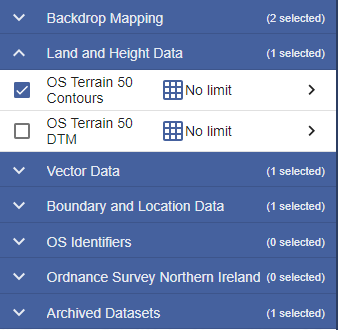 Backdrop Mapping (2 selected)
Land and Height Data (1 selected)
OS Terrain 50
Contours
No limit
OS Terrain 50
DTM
No limit
Vector Data (1 selected)
Boundary and Location Data (1 selected)
OS Identifiers (0 selected)
Ordnance Survey Northern Ireland (0 selected)
Archived Datasets (1 selected)